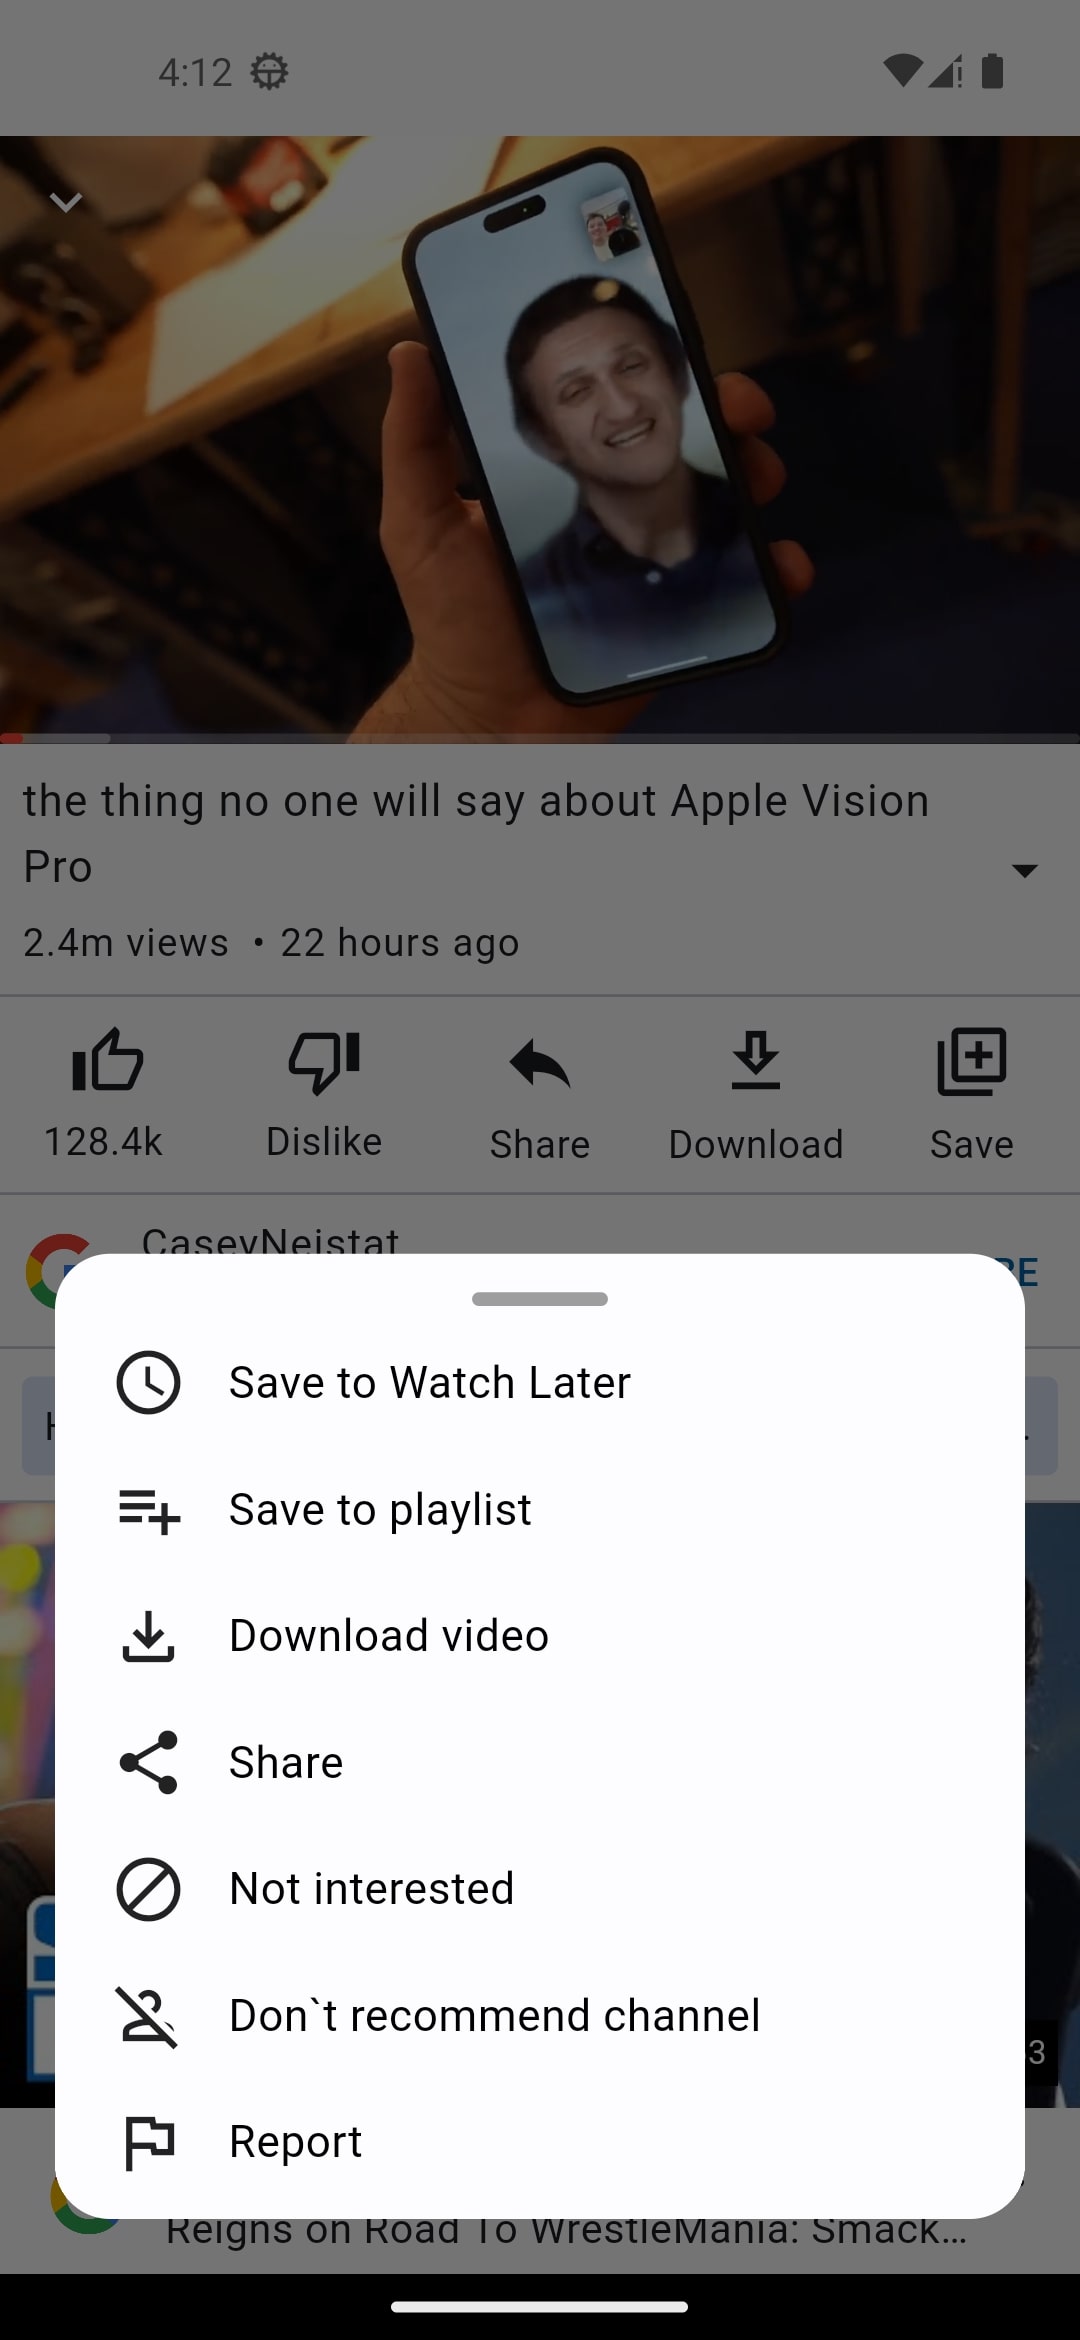 4:12
the thing no one will say about Apple Vision
Pro
2.4m views • 22 hours ago
128.4k
Dislike
Share
Download
Save
CaseyNeistat
Save to Watch Later
Save to playlist
Download video
Share
Not interested
Don`t recommend channel
Report
Reigns on Road To WrestleMania: Smack...